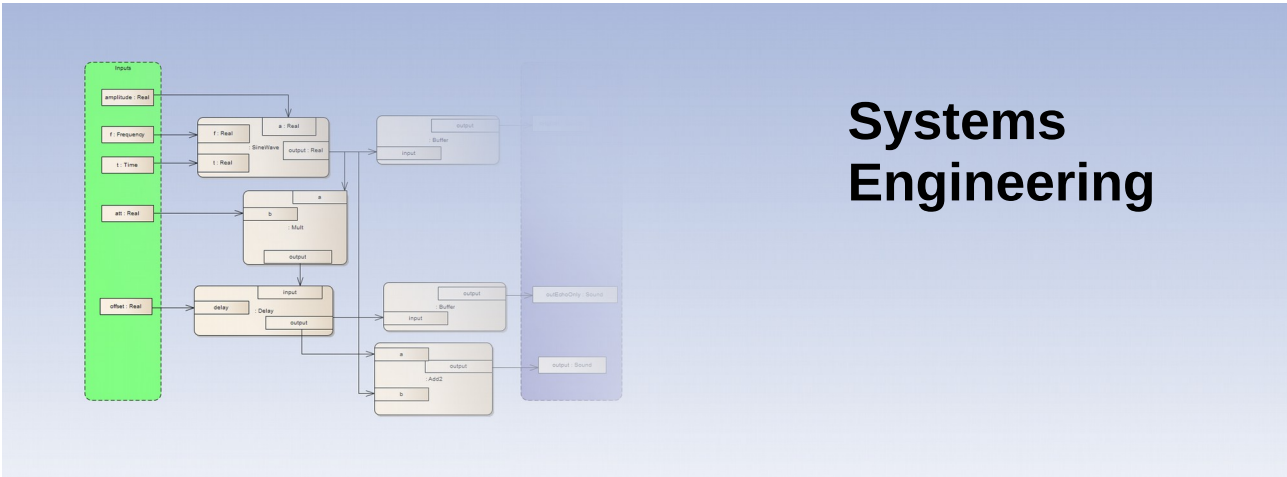 Inputs
amplitude : Real
f : Frequency
t : Time
att : Real
offset : Real
a : Real
f : Real
: SineWave
output : Real
t : Real
output
: Buffer
input
a
b
: Mult
output
input
delay
: Delay
output
output
: Buffer
input
a
output
: Add2
b
outEchoOnly : Sound
output : Sound
Systems
Engineering